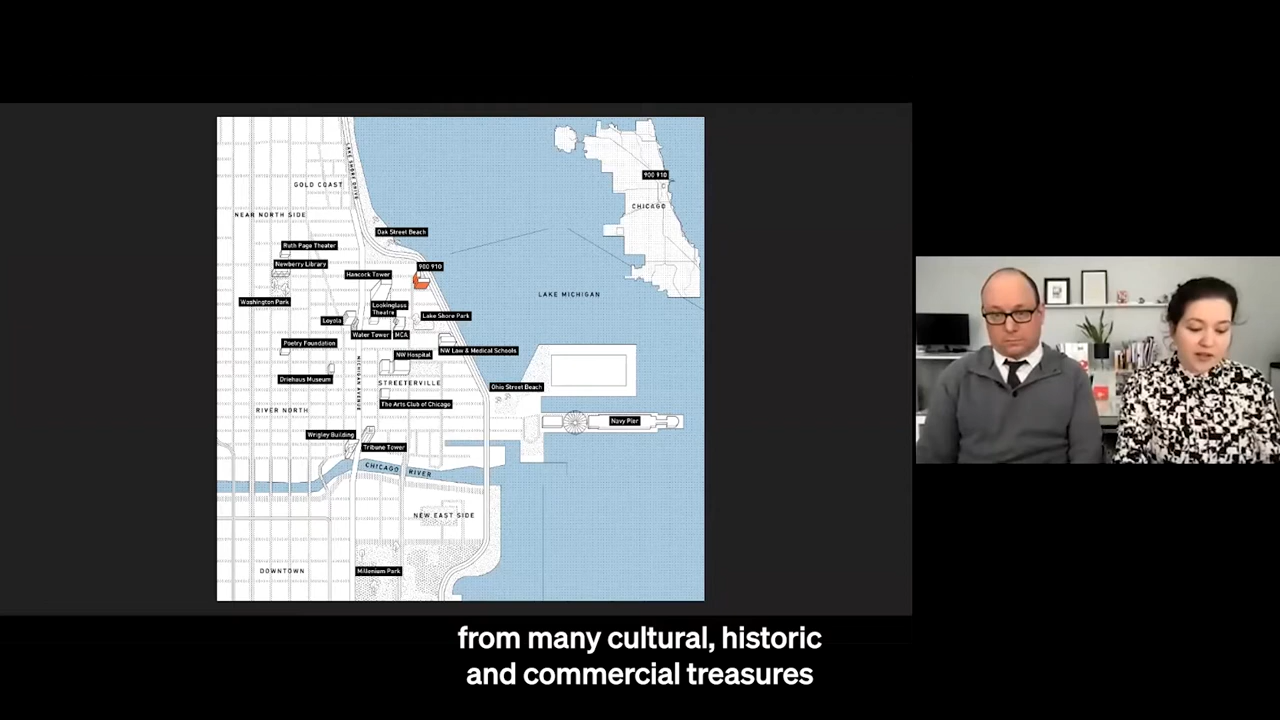 LAKE SHORE DRIVE
GOLD COAST
NEAR NORTH SIDE
900 910
CHICAGO
Oak Street Beach
Ruth Page Theater
Newberry Library
Hancock Tower
900 910
Washington Park
LAKE MICHIGAN
Lookinglass
Theatre
Loyola
Lake Shore Park
Water Tower
MCA
Poetry Foundation
NW Hospital
NW Law & Medical Schools
MICHIGAN AVENUE
Driehaus Museum
STREETERVILLE
Ohio Street Beach
The Arts Club of Chicago
RIVER NORTH
Navy Pier
Wrigley Building
Tribune Tower
CHICAGO RIVER
NEW EAST SIDE
DOWNTOWN
Millenium Park
from many cultural, historic
and commercial treasures